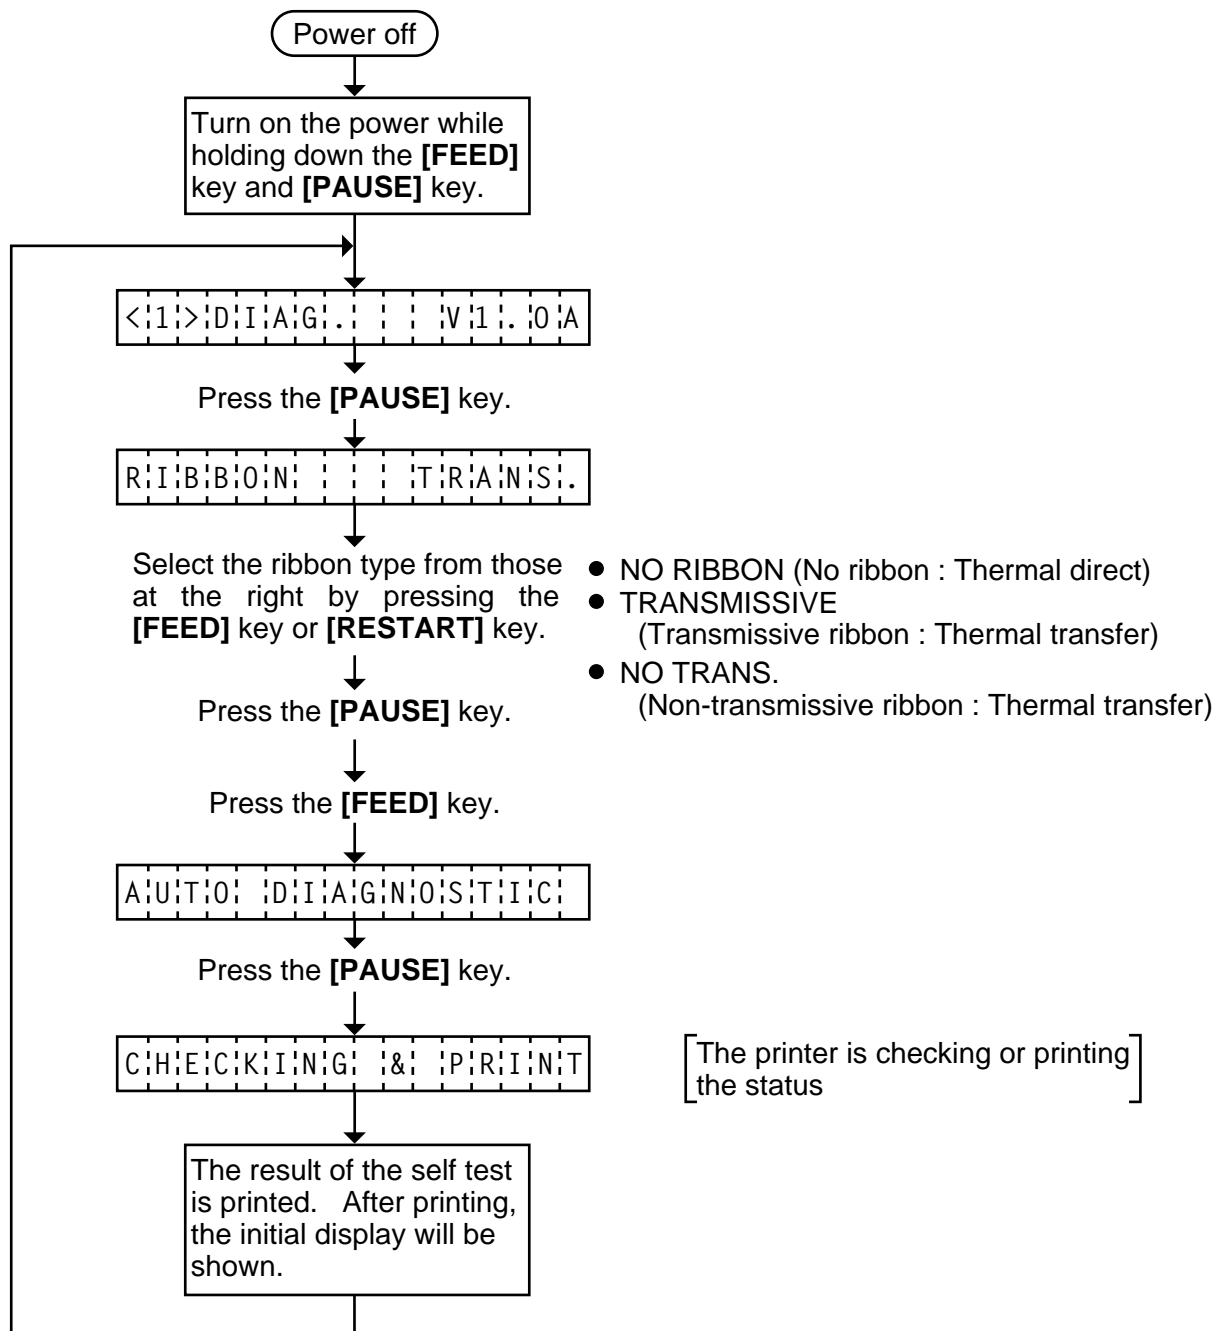 Power off
Turn on the power while
holding down the [FEED]
key and [PAUSE] key.
<1>DIAG.   V1.0A
Press the [PAUSE] key.
RIBBON    TRANS.
Select the ribbon type from those
at the right by pressing the
[FEED] key or [RESTART] key.
● NO RIBBON (No ribbon : Thermal direct)
● TRANSMISSIVE
(Transmissive ribbon : Thermal transfer)
● NO TRANS.
(Non-transmissive ribbon : Thermal transfer)
Press the [PAUSE] key.
Press the [FEED] key.
AUTO DIAGNOSTIC
Press the [PAUSE] key.
CHECKING & PRINT
[The printer is checking or printing
the status]
The result of the self test
is printed.   After printing,
the initial display will be
shown.